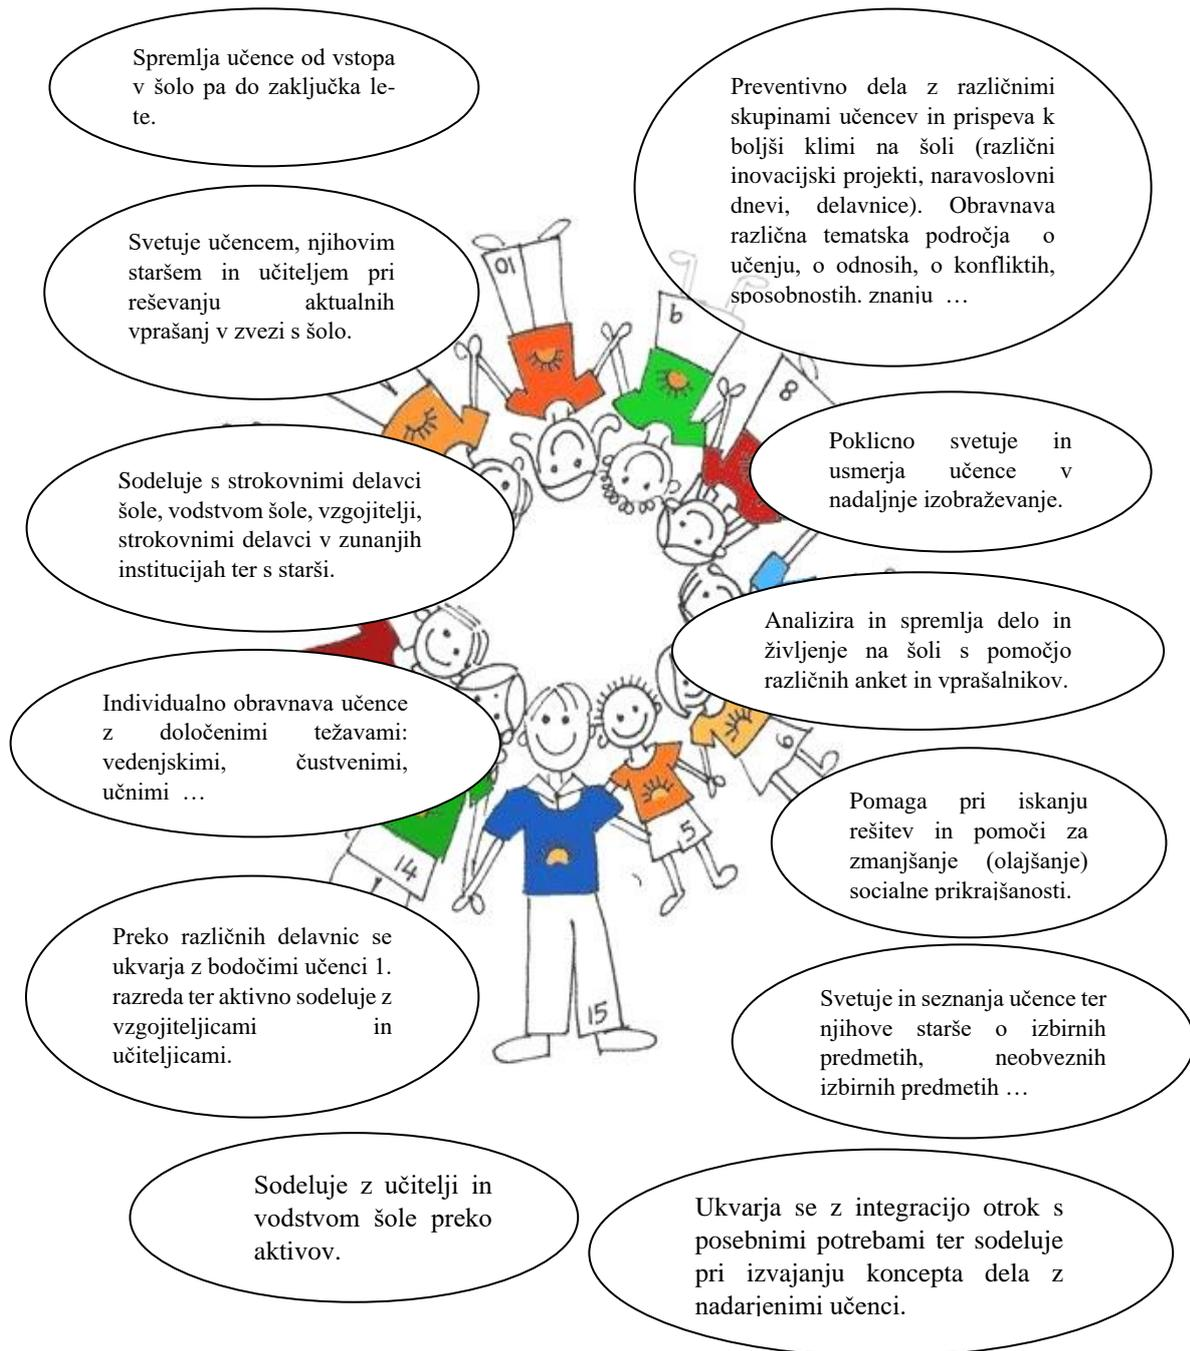 Spremlja učence od vstopa
v šolo pa do zaključka le-
te.
Preventivno dela z različnimi
skupinami učencev in prispeva k
boljši klimi na šoli (različni
inovacijski projekti, naravoslovni
dnevi, delavnice). Obravnava
različna tematska področja o
učenju, o odnosih, o konfliktih,
sposobnostih, znanju …
Svetuje učencem, njihovim
staršem in učiteljem pri
reševanju aktualnih
vprašanj v zvezi s šolo.
10
9
8
Poklicno svetuje in
usmerja učence v
nadaljnje izobraževanje.
Sodeluje s strokovnimi delavci
šole, vodstvom šole, vzgojitelji,
strokovnimi delavci v zunanjih
institucijah ter s starši.
Analizira in spremlja delo in
življenje na šoli s pomočjo
različnih anket in vprašalnikov.
Individualno obravnava učence
z določenimi težavami:
vedenjskimi, čustvenimi,
učnimi …
6
5
14
15
Pomaga pri iskanju
rešitev in pomoči za
zmanjšanje (olajšanje)
socialne prikrajšanosti.
Preko različnih delavnic se
ukvarja z bodočimi učenci 1.
razreda ter aktivno sodeluje z
vzgojiteljicami in
učiteljicami.
Svetuje in seznanja učence ter
njihove starše o izbirnih
predmetih, neobveznih
izbirnih predmetih …
Sodeluje z učitelji in
vodstvom šole preko
aktivov.
Ukvarja se z integracijo otrok s
posebnimi potrebami ter sodeluje
pri izvajanju koncepta dela z
nadarjenimi učenci.